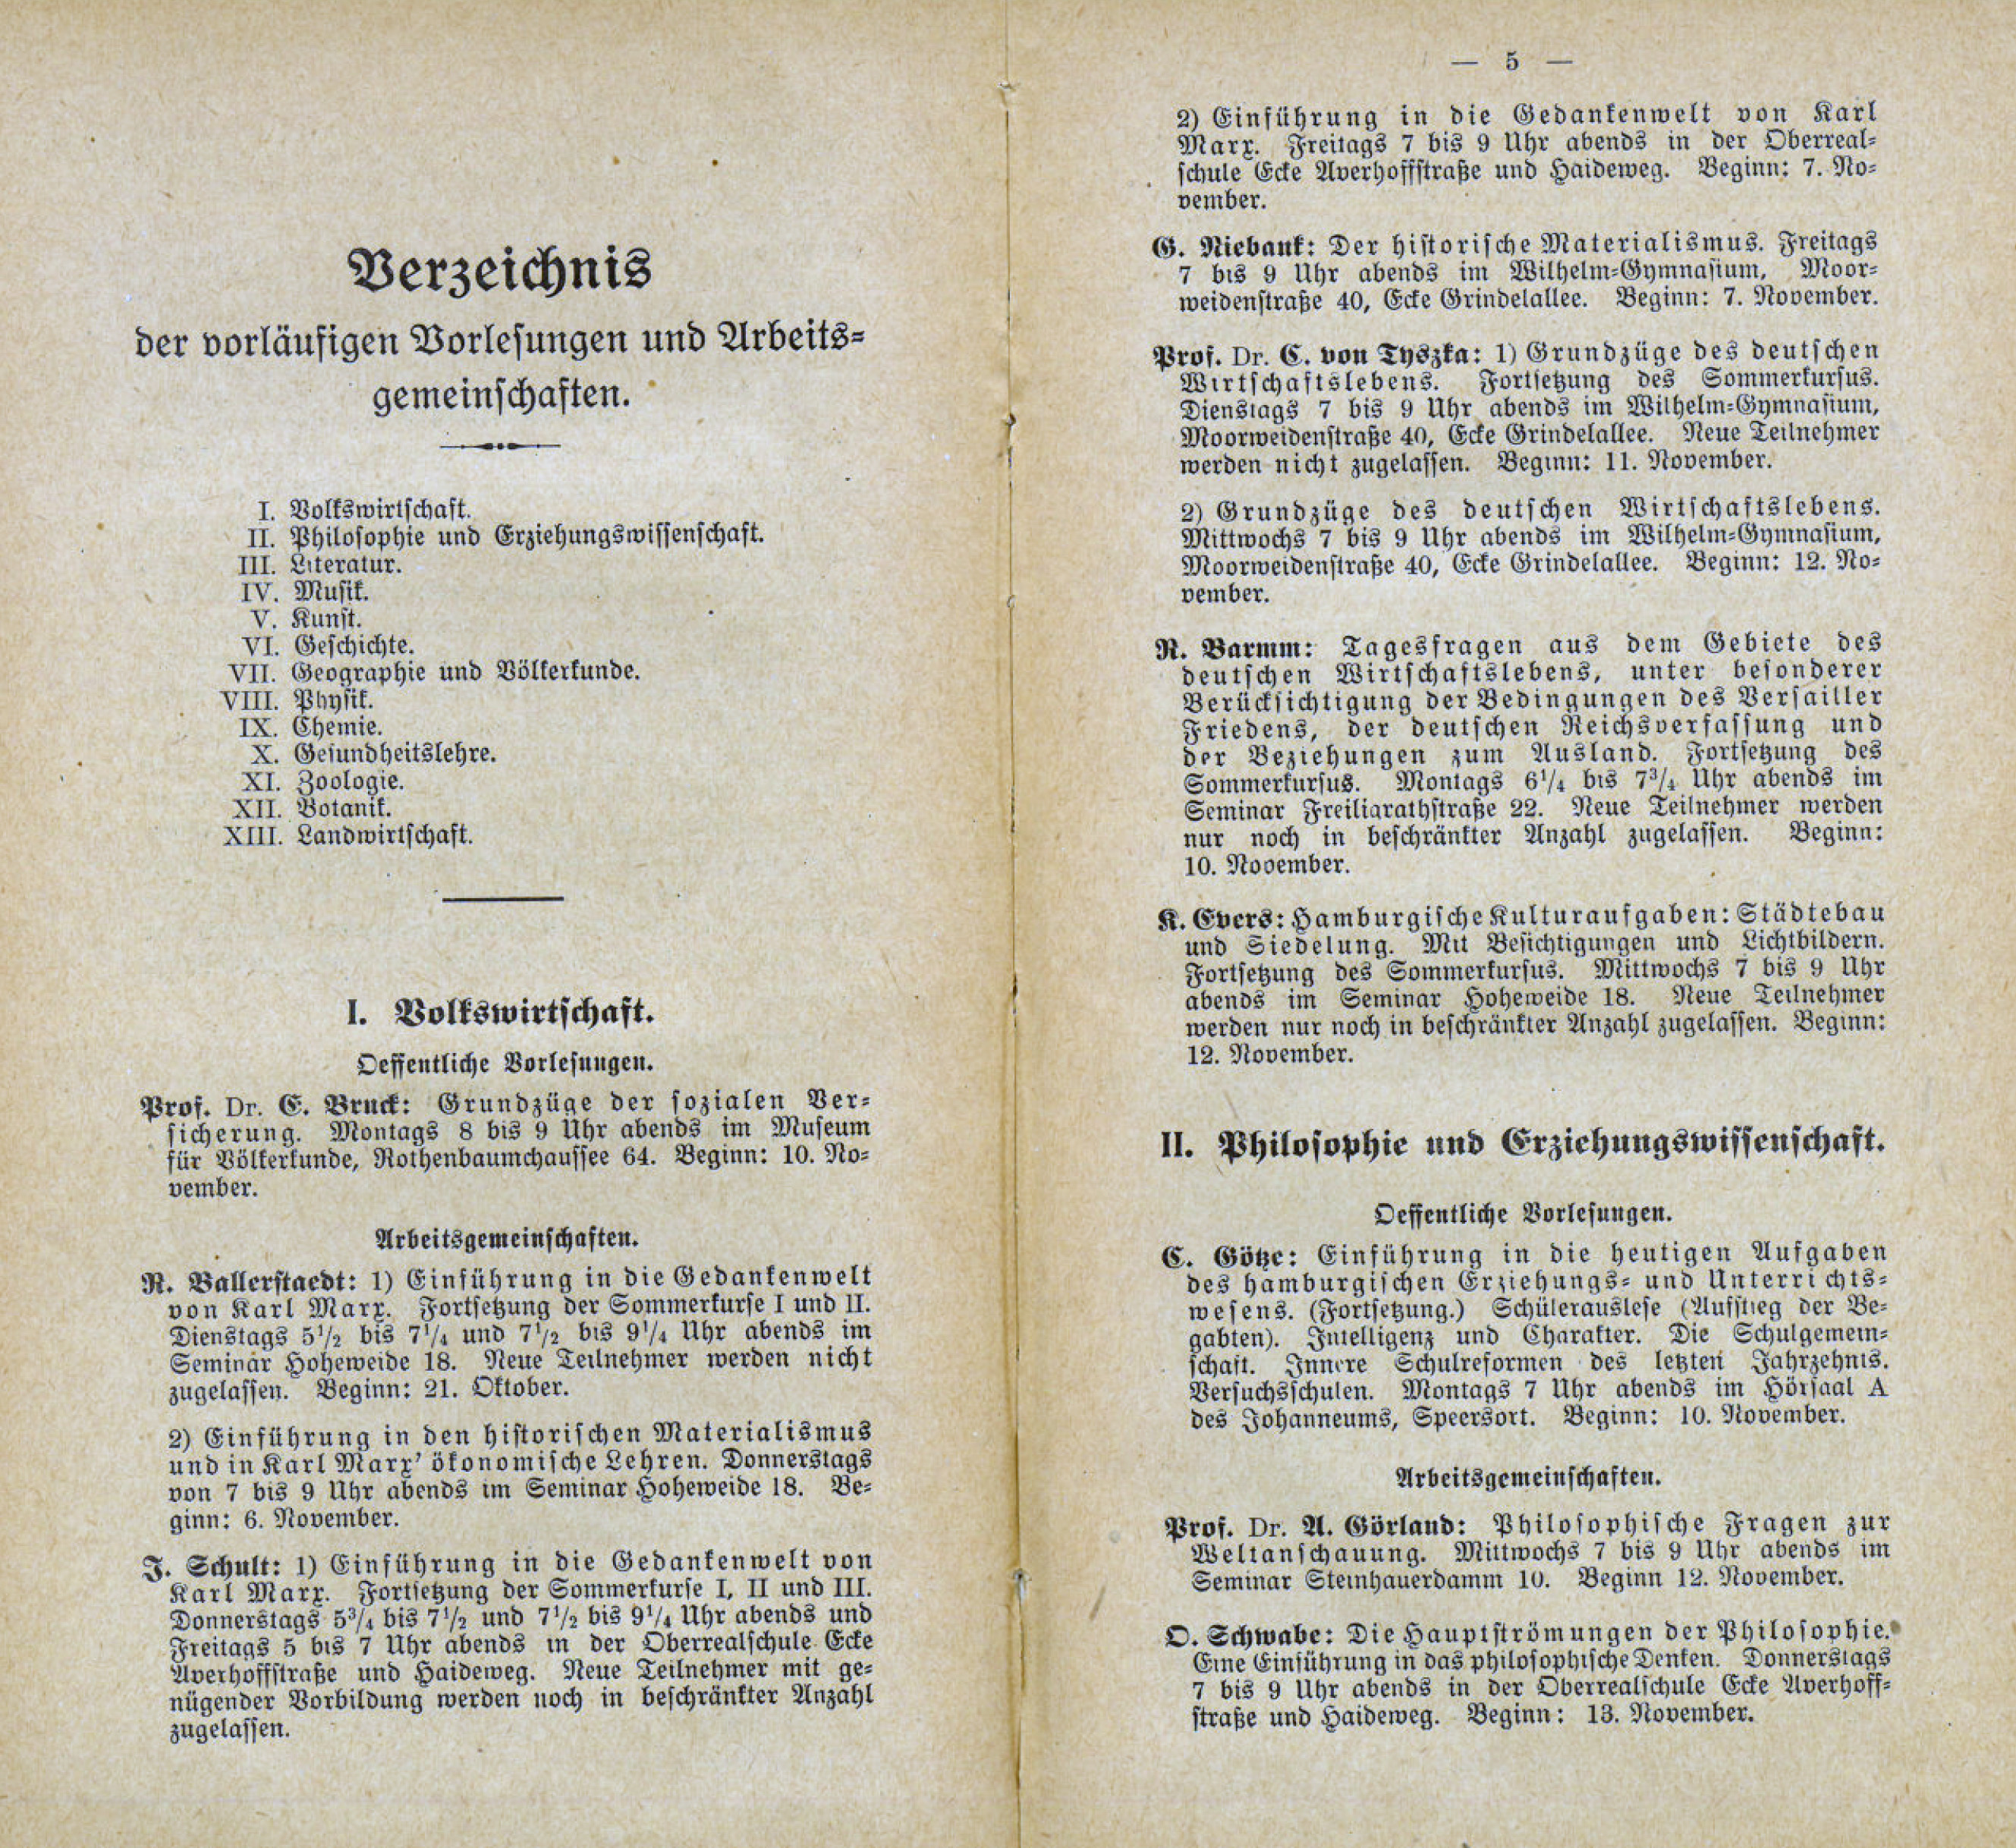 Verzeichnis
der vorläufigen Vorlesungen und Arbeits-
gemeinschaften.
I. Volkswirtschaft.
II. Philosophie und Erziehungswissenschaft.
III. Literatur.
IV. Musik.
V. Kunst.
VI. Geschichte.
VII. Geographie und Völkerkunde.
VIII. Physik.
IX. Chemie.
X. Gesundheitslehre.
XI. Zoologie.
XII. Botanik.
XIII. Landwirtschaft.
I. Volkswirtschaft.
Oeffentliche Vorlesungen.
Prof. Dr. E. Bruck: Grundzüge der sozialen Ver-
sicherung. Montags 8 bis 9 Uhr abends im Museum
für Völkerkunde, Rothenbaumchaussee 64. Beginn: 10. No-
vember.
Arbeitsgemeinschaften.
R. Ballerstaedt: 1) Einführung in die Gedankenwelt
von Karl Marx. Fortsetzung der Sommerkurse I und II.
Dienstags 5½ bis 7¼ und 7½ bis 9¼ Uhr abends im
Seminar Hoheweide 18. Neue Teilnehmer werden nicht
zugelassen. Beginn: 21. Oktober.
2) Einführung in den historischen Materialismus
und in Karl Marx' ökonomische Lehren. Donnerstags
von 7 bis 9 Uhr abends im Seminar Hoheweide 18. Be-
ginn: 6. November.
J. Schult: 1) Einführung in die Gedankenwelt von
Karl Marx. Fortsetzung der Sommerkurse I, II und III.
Donnerstags 5¾ bis 7½ und 7½ bis 9¼ Uhr abends und
Freitags 5 bis 7 Uhr abends in der Oberrealschule Ecke
Averhoffstraße und Haideweg. Neue Teilnehmer mit ge-
nügender Vorbildung werden noch in beschränkter Anzahl
zugelassen.
— 5 —
2) Einführung in die Gedankenwelt von Karl
Marx. Freitags 7 bis 9 Uhr abends in der Oberreal-
schule Ecke Averhoffstraße und Haideweg. Beginn: 7. No-
vember.
G. Niebank: Der historische Materialismus. Freitags
7 bis 9 Uhr abends im Wilhelm-Gymnasium, Moor-
weidenstraße 40, Ecke Grindelallee. Beginn: 7. November.
Prof. Dr. C. von Tyszka: 1) Grundzüge des deutschen
Wirtschaftslebens. Fortsetzung des Sommerkursus.
Dienstags 7 bis 9 Uhr abends im Wilhelm-Gymnasium,
Moorweidenstraße 40, Ecke Grindelallee. Neue Teilnehmer
werden nicht zugelassen. Beginn: 11. November.
2) Grundzüge des deutschen Wirtschaftslebens.
Mittwochs 7 bis 9 Uhr abends im Wilhelm-Gymnasium,
Moorweidenstraße 40, Ecke Grindelallee. Beginn: 12. No-
vember.
R. Barmm: Tagesfragen aus dem Gebiete des
deutschen Wirtschaftslebens, unter besonderer
Berücksichtigung der Bedingungen des Versailler
Friedens, der deutschen Reichsverfassung und
der Beziehungen zum Ausland. Fortsetzung des
Sommerkursus. Montags 6¼ bis 7¾ Uhr abends im
Seminar Freiligrathstraße 22. Neue Teilnehmer werden
nur noch in beschränkter Anzahl zugelassen. Beginn:
10. November.
K. Evers: Hamburgische Kulturaufgaben: Städtebau
und Siedelung. Mit Besichtigungen und Lichtbildern.
Fortsetzung des Sommerkursus. Mittwochs 7 bis 9 Uhr
abends im Seminar Hoheweide 18. Neue Teilnehmer
werden nur noch in beschränkter Anzahl zugelassen. Beginn:
12. November.
II. Philosophie und Erziehungswissenschaft.
Oeffentliche Vorlesungen.
C. Götze: Einführung in die heutigen Aufgaben
des hamburgischen Erziehungs- und Unterrichts-
wesens. (Fortsetzung.) Schülerauslese (Aufstieg der Be-
gabten). Intelligenz und Charakter. Die Schulgemein-
schaft. Innere Schulreformen des letzten Jahrzehnts.
Versuchsschulen. Montags 7 Uhr abends im Hörsaal A
des Johanneums, Speersort. Beginn: 10. November.
Arbeitsgemeinschaften.
Prof. Dr. A. Görland: Philosophische Fragen zur
Weltanschauung. Mittwochs 7 bis 9 Uhr abends im
Seminar Steinhauerdamm 10. Beginn 12. November.
O. Schwabe: Die Hauptströmungen der Philosophie.
Eine Einführung in das philosophische Denken. Donnerstags
7 bis 9 Uhr abends in der Oberrealschule Ecke Averhoff-
straße und Haideweg. Beginn: 13. November.